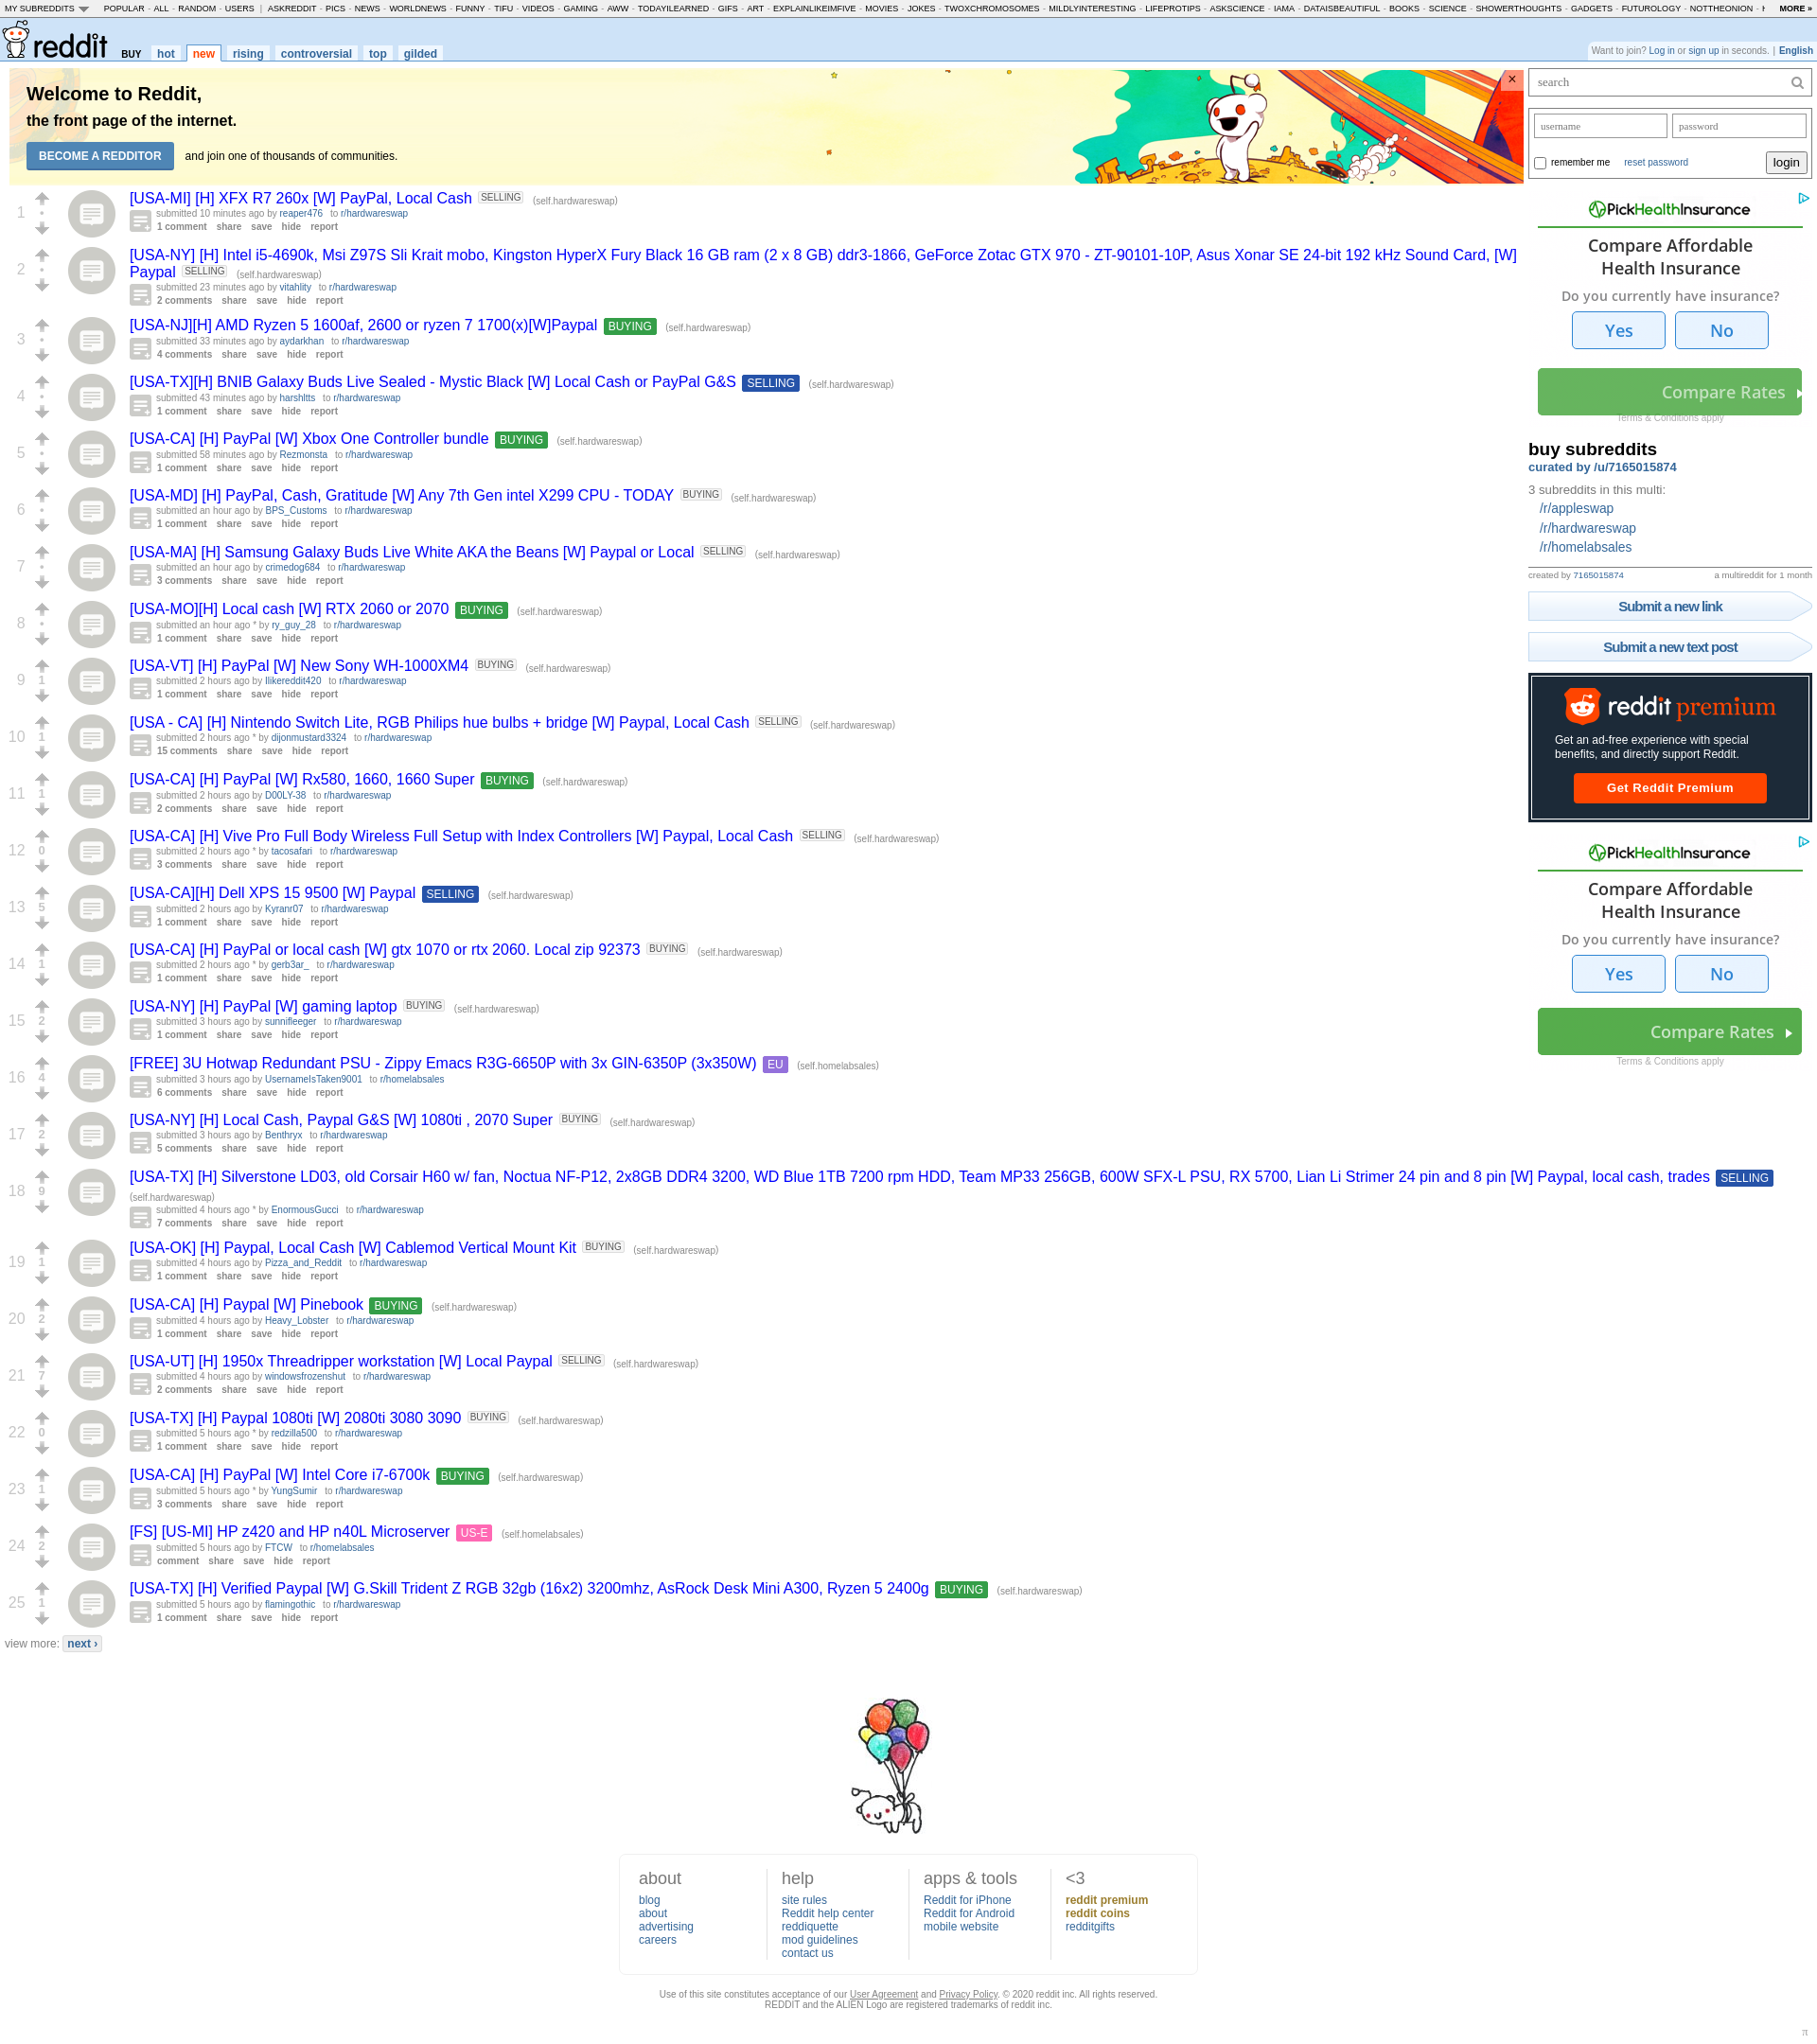 MY SUBREDDITS POPULAR - ALL - RANDOM - USERS | ASKREDDIT - PICS - NEWS - WORLDNEWS - FUNNY - TIFU - VIDEOS - GAMING - AWW - TODAYILEARNED - GIFS - ART - EXPLAINLIKEIMFIVE - MOVIES - JOKES - TWOXCHROMOSOMES - MILDLYINTERESTING - LIFEPROTIPS - ASKSCIENCE - IAMA - DATAISBEAUTIFUL - BOOKS - SCIENCE - SHOWERTHOUGHTS - GADGETS - FUTUROLOGY - NOTTHEONION - MORE »
reddit BUY hot new rising controversial top gilded
Want to join? Log in or sign up in seconds. | English
Welcome to Reddit,
the front page of the internet.
BECOME A REDDITOR and join one of thousands of communities.
×
1
[USA-MI] [H] XFX R7 260x [W] PayPal, Local Cash SELLING (self.hardwareswap)
submitted 10 minutes ago by reaper476 to r/hardwareswap
1 comment share save hide report
2
[USA-NY] [H] Intel i5-4690k, Msi Z97S Sli Krait mobo, Kingston HyperX Fury Black 16 GB ram (2 x 8 GB) ddr3-1866, GeForce Zotac GTX 970 - ZT-90101-10P, Asus Xonar SE 24-bit 192 kHz Sound Card, [W]
Paypal SELLING (self.hardwareswap)
submitted 23 minutes ago by vitahlity to r/hardwareswap
2 comments share save hide report
3
[USA-NJ][H] AMD Ryzen 5 1600af, 2600 or ryzen 7 1700(x)[W]Paypal BUYING (self.hardwareswap)
submitted 33 minutes ago by aydarkhan to r/hardwareswap
4 comments share save hide report
4
[USA-TX][H] BNIB Galaxy Buds Live Sealed - Mystic Black [W] Local Cash or PayPal G&S SELLING (self.hardwareswap)
submitted 43 minutes ago by harshltts to r/hardwareswap
1 comment share save hide report
5
[USA-CA] [H] PayPal [W] Xbox One Controller bundle BUYING (self.hardwareswap)
submitted 58 minutes ago by Rezmonsta to r/hardwareswap
1 comment share save hide report
6
[USA-MD] [H] PayPal, Cash, Gratitude [W] Any 7th Gen intel X299 CPU - TODAY BUYING (self.hardwareswap)
submitted an hour ago by BPS_Customs to r/hardwareswap
1 comment share save hide report
7
[USA-MA] [H] Samsung Galaxy Buds Live White AKA the Beans [W] Paypal or Local SELLING (self.hardwareswap)
submitted an hour ago by crimedog684 to r/hardwareswap
3 comments share save hide report
8
[USA-MO][H] Local cash [W] RTX 2060 or 2070 BUYING (self.hardwareswap)
submitted an hour ago * by ry_guy_28 to r/hardwareswap
1 comment share save hide report
9 1
[USA-VT] [H] PayPal [W] New Sony WH-1000XM4 BUYING (self.hardwareswap)
submitted 2 hours ago by Ilikereddit420 to r/hardwareswap
1 comment share save hide report
10 1
[USA - CA] [H] Nintendo Switch Lite, RGB Philips hue bulbs + bridge [W] Paypal, Local Cash SELLING (self.hardwareswap)
submitted 2 hours ago * by dijonmustard3324 to r/hardwareswap
15 comments share save hide report
11 1
[USA-CA] [H] PayPal [W] Rx580, 1660, 1660 Super BUYING (self.hardwareswap)
submitted 2 hours ago by D00LY-38 to r/hardwareswap
2 comments share save hide report
12 0
[USA-CA] [H] Vive Pro Full Body Wireless Full Setup with Index Controllers [W] Paypal, Local Cash SELLING (self.hardwareswap)
submitted 2 hours ago * by tacosafari to r/hardwareswap
3 comments share save hide report
13 5
[USA-CA][H] Dell XPS 15 9500 [W] Paypal SELLING (self.hardwareswap)
submitted 2 hours ago by Kyranr07 to r/hardwareswap
1 comment share save hide report
14 1
[USA-CA] [H] PayPal or local cash [W] gtx 1070 or rtx 2060. Local zip 92373 BUYING (self.hardwareswap)
submitted 2 hours ago * by gerb3ar_ to r/hardwareswap
1 comment share save hide report
15 2
[USA-NY] [H] PayPal [W] gaming laptop BUYING (self.hardwareswap)
submitted 3 hours ago by sunnifleeger to r/hardwareswap
1 comment share save hide report
16 4
[FREE] 3U Hotwap Redundant PSU - Zippy Emacs R3G-6650P with 3x GIN-6350P (3x350W) EU (self.homelabsales)
submitted 3 hours ago by UsernameIsTaken9001 to r/homelabsales
6 comments share save hide report
17 2
[USA-NY] [H] Local Cash, Paypal G&S [W] 1080ti , 2070 Super BUYING (self.hardwareswap)
submitted 3 hours ago by Benthryx to r/hardwareswap
5 comments share save hide report
18 9
[USA-TX] [H] Silverstone LD03, old Corsair H60 w/ fan, Noctua NF-P12, 2x8GB DDR4 3200, WD Blue 1TB 7200 rpm HDD, Team MP33 256GB, 600W SFX-L PSU, RX 5700, Lian Li Strimer 24 pin and 8 pin [W] Paypal, local cash, trades SELLING
(self.hardwareswap)
submitted 4 hours ago * by EnormousGucci to r/hardwareswap
7 comments share save hide report
19 1
[USA-OK] [H] Paypal, Local Cash [W] Cablemod Vertical Mount Kit BUYING (self.hardwareswap)
submitted 4 hours ago by Pizza_and_Reddit to r/hardwareswap
1 comment share save hide report
20 2
[USA-CA] [H] Paypal [W] Pinebook BUYING (self.hardwareswap)
submitted 4 hours ago by Heavy_Lobster to r/hardwareswap
1 comment share save hide report
21 7
[USA-UT] [H] 1950x Threadripper workstation [W] Local Paypal SELLING (self.hardwareswap)
submitted 4 hours ago by windowsfrozenshut to r/hardwareswap
2 comments share save hide report
22 0
[USA-TX] [H] Paypal 1080ti [W] 2080ti 3080 3090 BUYING (self.hardwareswap)
submitted 5 hours ago * by redzilla500 to r/hardwareswap
1 comment share save hide report
23 1
[USA-CA] [H] PayPal [W] Intel Core i7-6700k BUYING (self.hardwareswap)
submitted 5 hours ago * by YungSumir to r/hardwareswap
3 comments share save hide report
24 2
[FS] [US-MI] HP z420 and HP n40L Microserver US-E (self.homelabsales)
submitted 5 hours ago by FTCW to r/homelabsales
comment share save hide report
25 1
[USA-TX] [H] Verified Paypal [W] G.Skill Trident Z RGB 32gb (16x2) 3200mhz, AsRock Desk Mini A300, Ryzen 5 2400g BUYING (self.hardwareswap)
submitted 5 hours ago by flamingothic to r/hardwareswap
1 comment share save hide report
view more: next ›
search
username password
remember me reset password login
PickHealthInsurance
Compare Affordable
Health Insurance
Do you currently have insurance?
Yes No
Compare Rates
Terms & Conditions apply
buy subreddits
curated by /u/7165015874
3 subreddits in this multi:
/r/appleswap
/r/hardwareswap
/r/homelabsales
created by 7165015874 a multireddit for 1 month
Submit a new link
Submit a new text post
reddit premium
Get an ad-free experience with special
benefits, and directly support Reddit.
Get Reddit Premium
PickHealthInsurance
Compare Affordable
Health Insurance
Do you currently have insurance?
Yes No
Compare Rates
Terms & Conditions apply
about
blog
about
advertising
careers
help
site rules
Reddit help center
reddiquette
mod guidelines
contact us
apps & tools
Reddit for iPhone
Reddit for Android
mobile website
<3
reddit premium
reddit coins
redditgifts
Use of this site constitutes acceptance of our User Agreement and Privacy Policy. © 2020 reddit inc. All rights reserved.
REDDIT and the ALIEN Logo are registered trademarks of reddit inc.
π